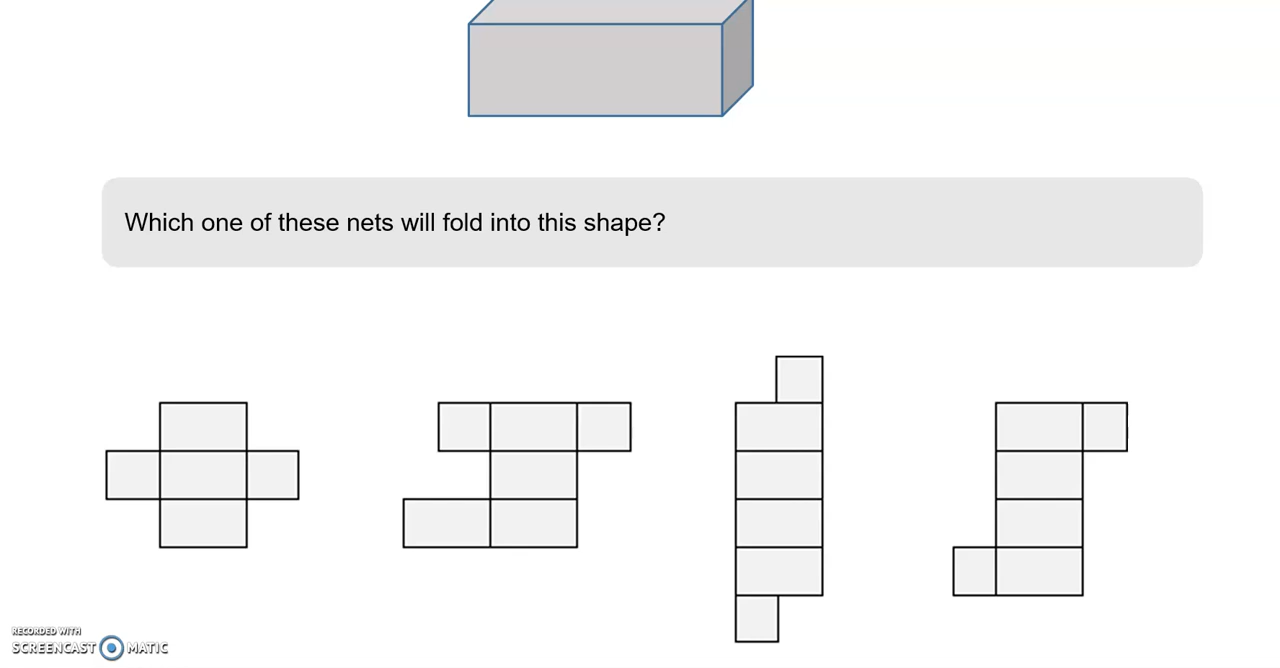 Which one of these nets will fold into this shape?
RECORDED WITH
SCREENCAST MATIC